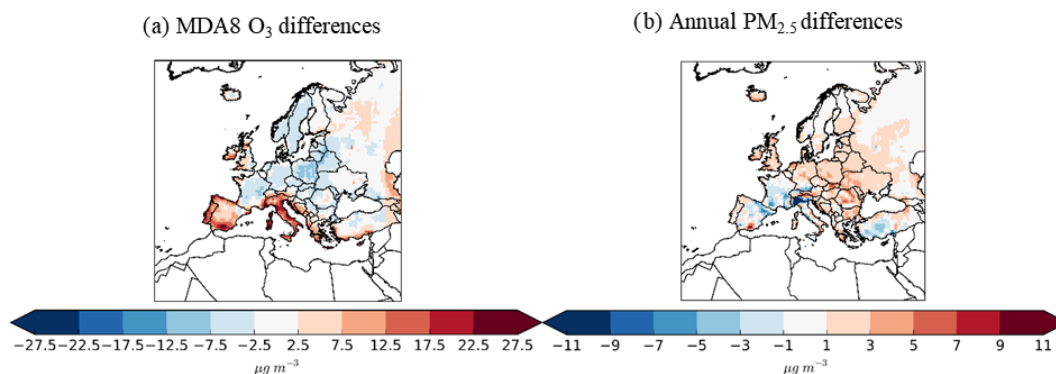 (a) MDA8 O₃ differences
(b) Annual PM₂.₅ differences
−27.5 −22.5 −17.5 −12.5 −7.5 −2.5 2.5 7.5 12.5 17.5 22.5 27.5
μg m⁻³
−11 −9 −7 −5 −3 −1 1 3 5 7 9 11
μg m⁻³